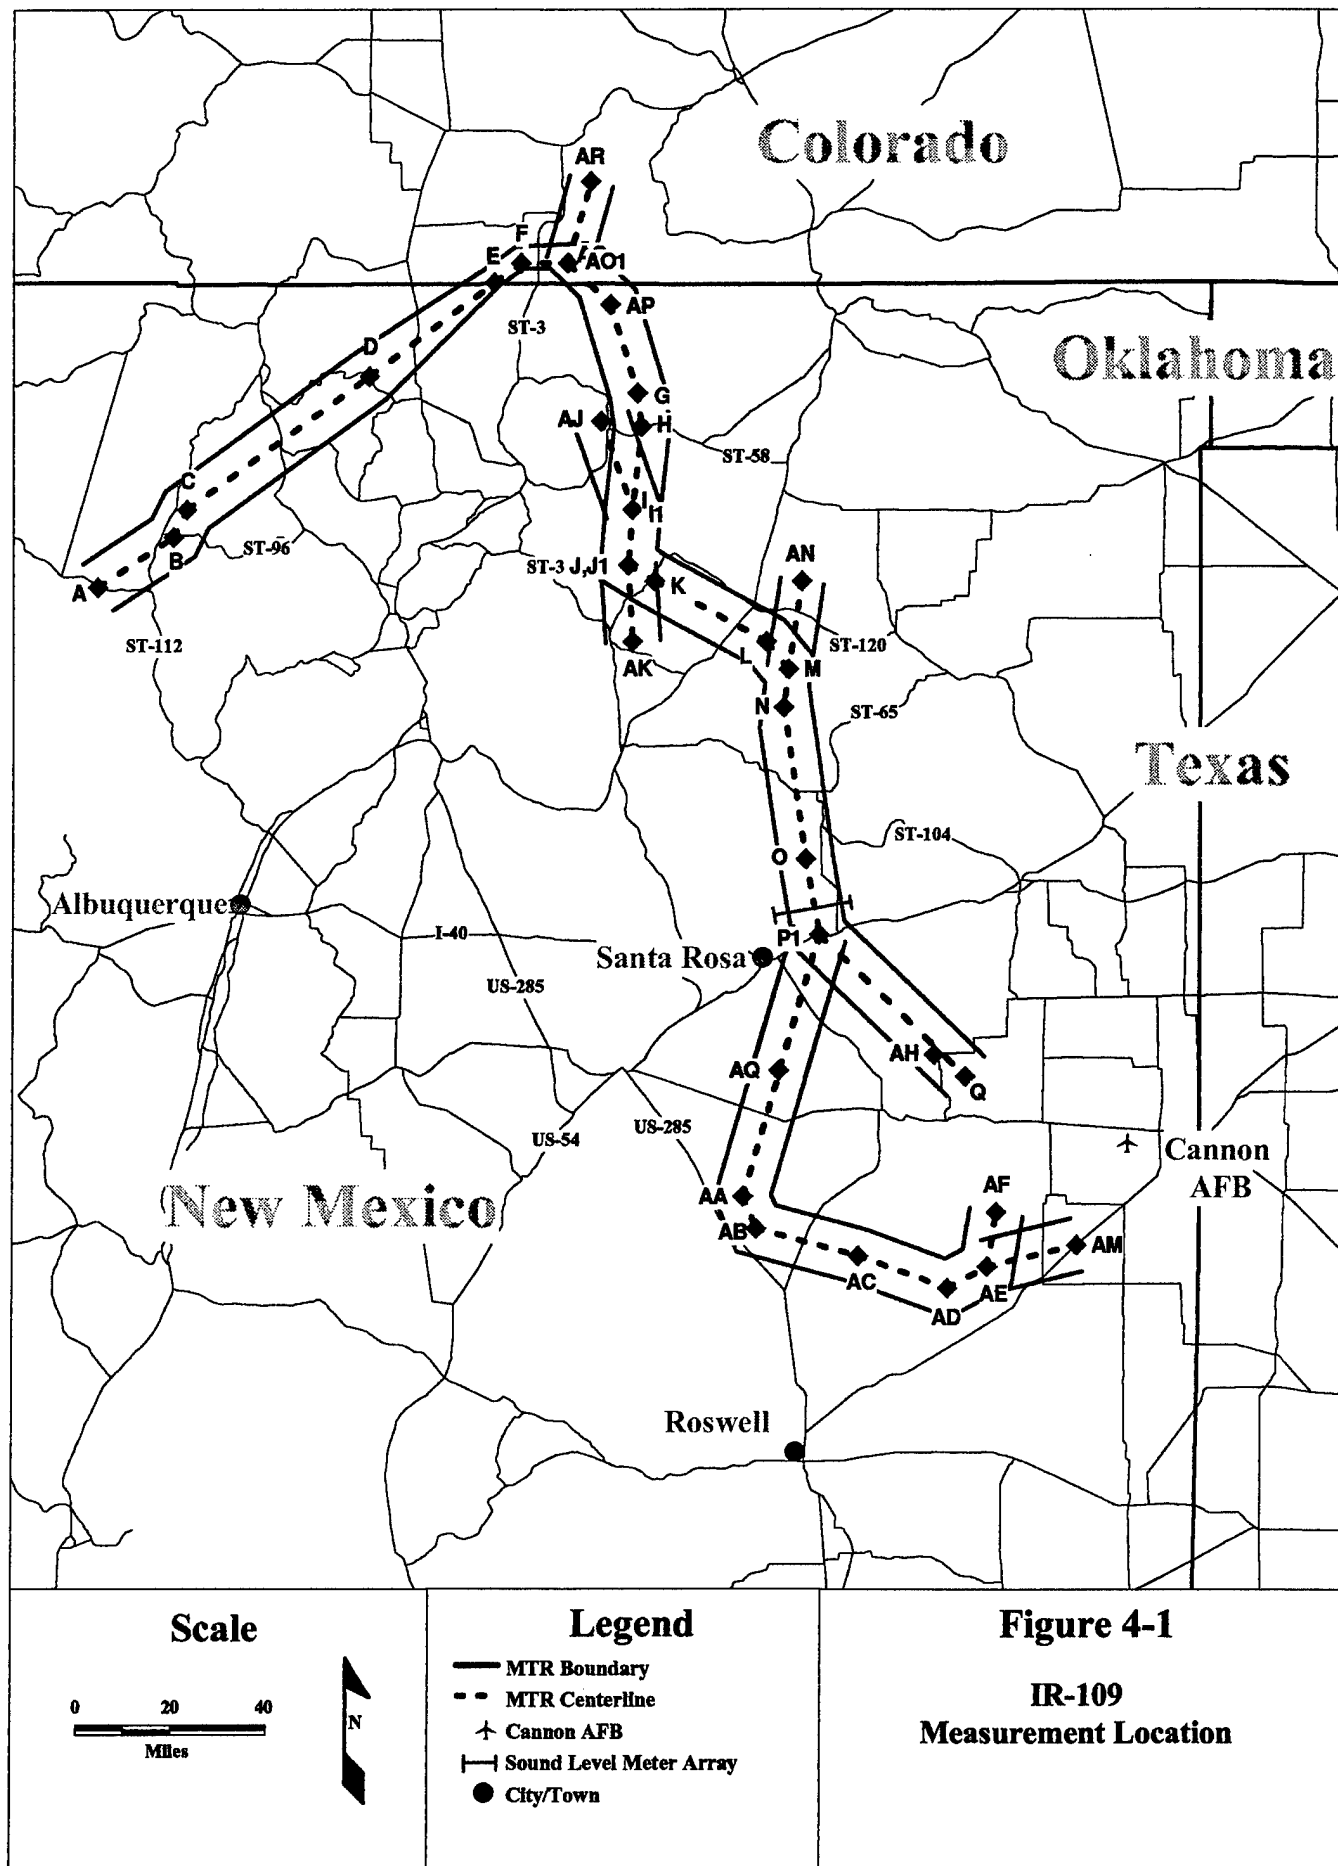 Colorado
AR
F
E
AO1
AP
ST-3
Oklahoma
D
G
AJ
H
ST-58
C
I
I1
B
ST-96
AN
ST-3
J,J1
K
A
ST-112
ST-120
L
M
AK
N
ST-65
Texas
ST-104
O
Albuquerque
I-40
P1
Santa Rosa
US-285
AH
AQ
Q
US-285
US-54
Cannon
AFB
New Mexico
AA
AF
AB
AM
AC
AE
AD
Roswell
Scale
0 20 40
Miles
N
Legend
MTR Boundary
MTR Centerline
Cannon AFB
Sound Level Meter Array
City/Town
Figure 4-1
IR-109
Measurement Location